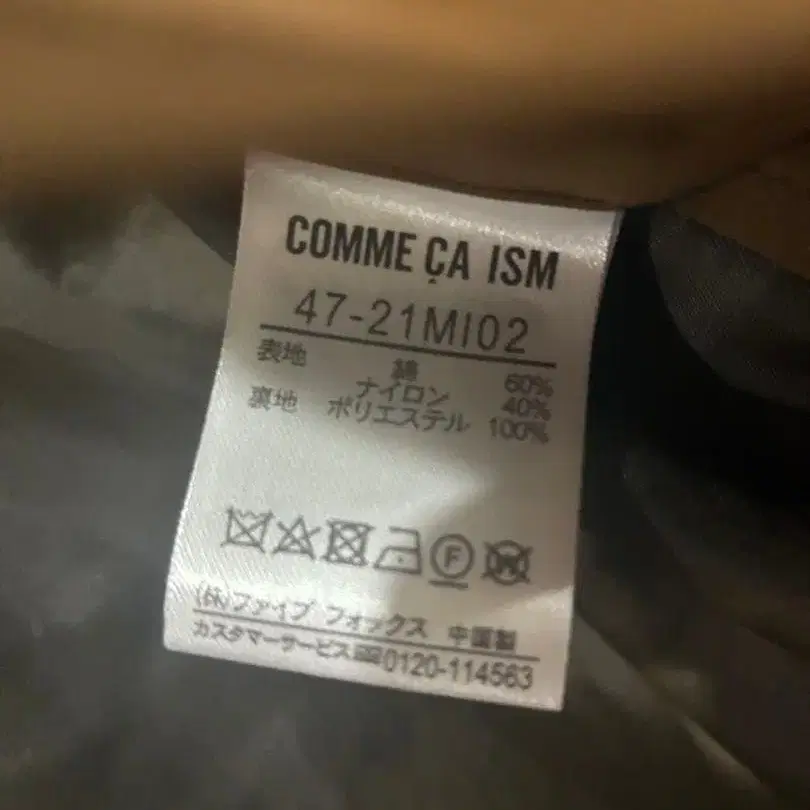 COMME ÇA ISM
47-21MI02
表地 綿 60%
ナイロン 40%
裏地 ポリエステル 100%
F
W
(株)ファイブ フォックス 中国製
カスタマーサービス 0120-114563